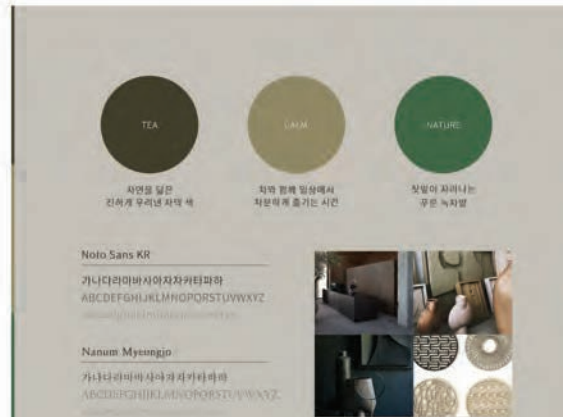 TEA
CALM
NATURE
자연을 닮은
진하게 우려낸 차의 색
차와 함께 일상에서
차분하게 즐기는 시간
찻잎이 자라나는
푸른 녹차밭
Noto Sans KR
가나다라마바사아자차카타파하
ABCDEFGHIJKLMNOPQRSTUVWXYZ
Nanum Myeongjo
가나다라마바사아자차카타파하
ABCDEFGHIJKLMNOPQRSTUVWXYZ